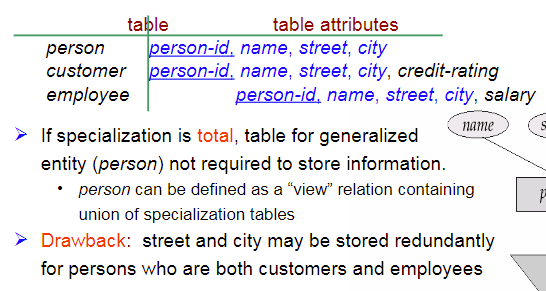 table table attributes
person person-id, name, street, city
customer person-id, name, street, city, credit-rating
employee person-id, name, street, city, salary
If specialization is total, table for generalized
entity (person) not required to store information.
• person can be defined as a “view” relation containing
union of specialization tables
Drawback: street and city may be stored redundantly
for persons who are both customers and employees
name